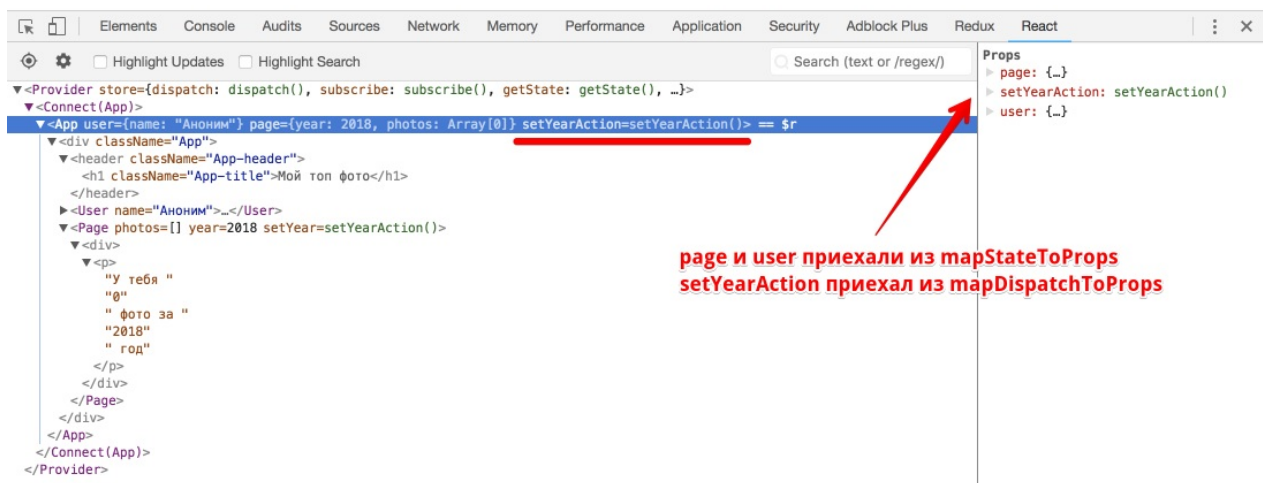 Elements Console Audits Sources Network Memory Performance Application Security Adblock Plus Redux React
Highlight Updates Highlight Search Search (text or /regex/)
▼<Provider store={dispatch: dispatch(), subscribe: subscribe(), getState: getState(), …}>
▼<Connect(App)>
▼<App user={name: "Аноним"} page={year: 2018, photos: Array[0]} setYearAction=setYearAction()> == $r
▼<div className="App">
▼<header className="App-header">
<h1 className="App-title">Мой топ фото</h1>
</header>
▶<User name="Аноним">…</User>
▼<Page photos=[] year=2018 setYear=setYearAction()>
▼<div>
▼<p>
"У тебя "
"0"
" фото за "
"2018"
" год"
</p>
</div>
</Page>
</div>
</App>
</Connect(App)>
</Provider>
Props
▶ page: {…}
▶ setYearAction: setYearAction()
▶ user: {…}
page и user приехали из mapStateToProps
setYearAction приехал из mapDispatchToProps